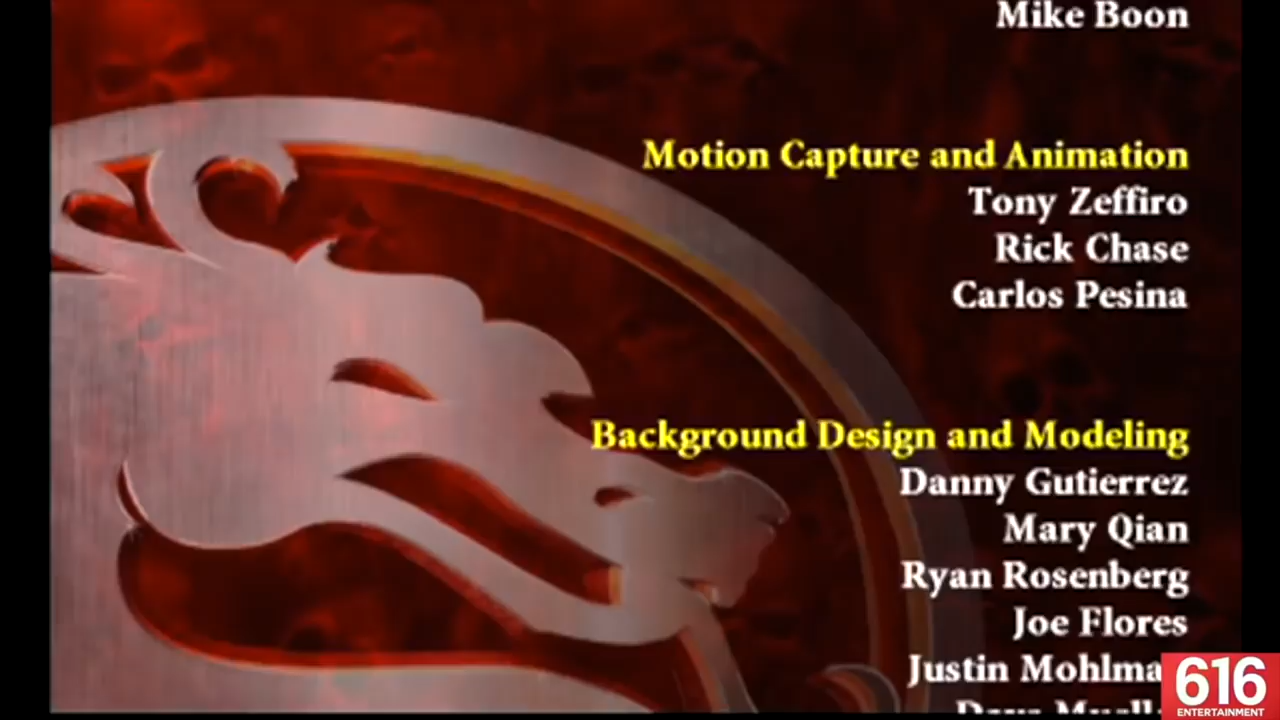 Mike Boon
Motion Capture and Animation
Tony Zeffiro
Rick Chase
Carlos Pesina
Background Design and Modeling
Danny Gutierrez
Mary Qian
Ryan Rosenberg
Joe Flores
Justin
616
ENTERTAINMENT